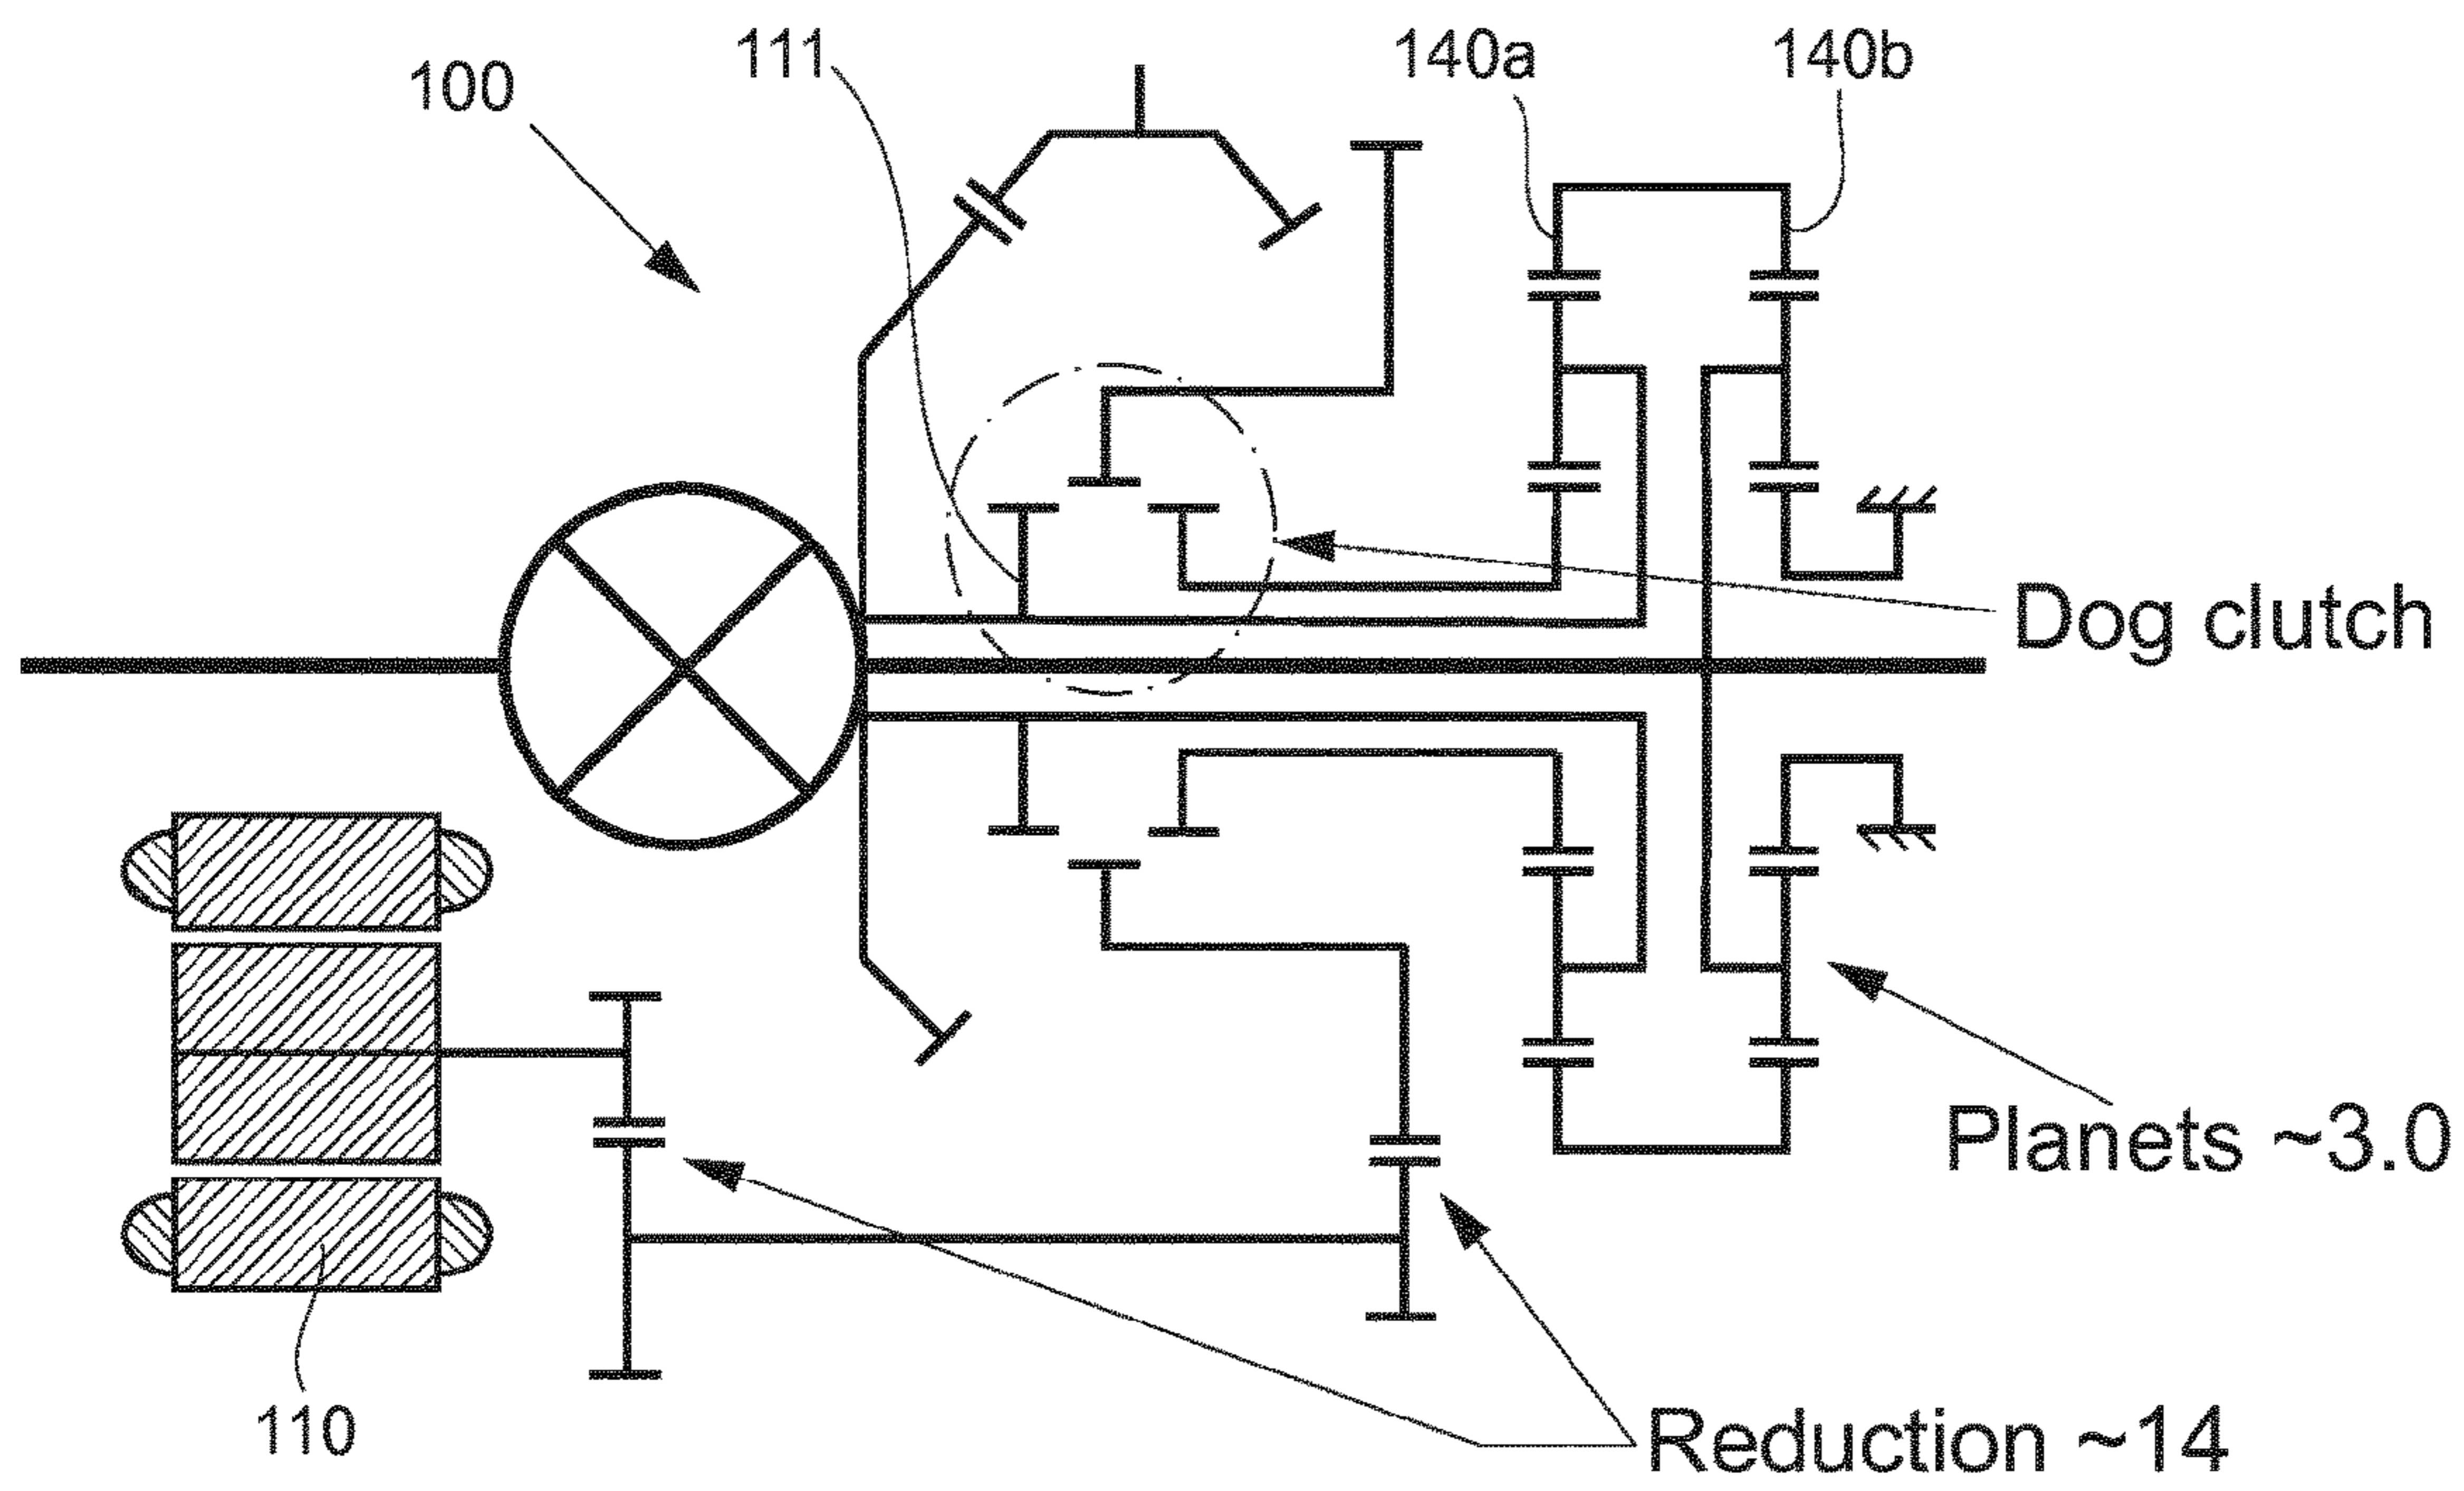 100
111
140a
140b
Dog clutch
Planets ~3.0
110
Reduction ~14